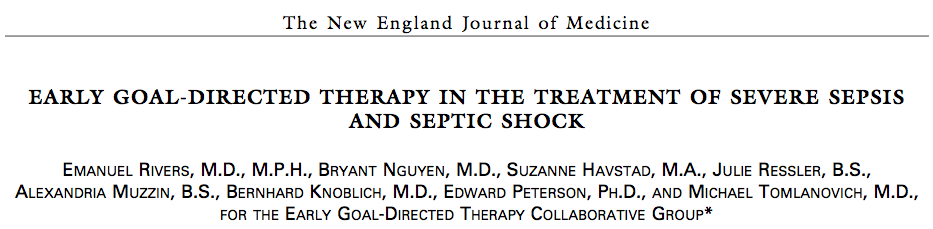 The New England Journal of Medicine
EARLY GOAL-DIRECTED THERAPY IN THE TREATMENT OF SEVERE SEPSIS
AND SEPTIC SHOCK
EMANUEL RIVERS, M.D., M.P.H., BRYANT NGUYEN, M.D., SUZANNE HAVSTAD, M.A., JULIE RESSLER, B.S.,
ALEXANDRIA MUZZIN, B.S., BERNHARD KNOBLICH, M.D., EDWARD PETERSON, PH.D., AND MICHAEL TOMLANOVICH, M.D.,
FOR THE EARLY GOAL-DIRECTED THERAPY COLLABORATIVE GROUP*